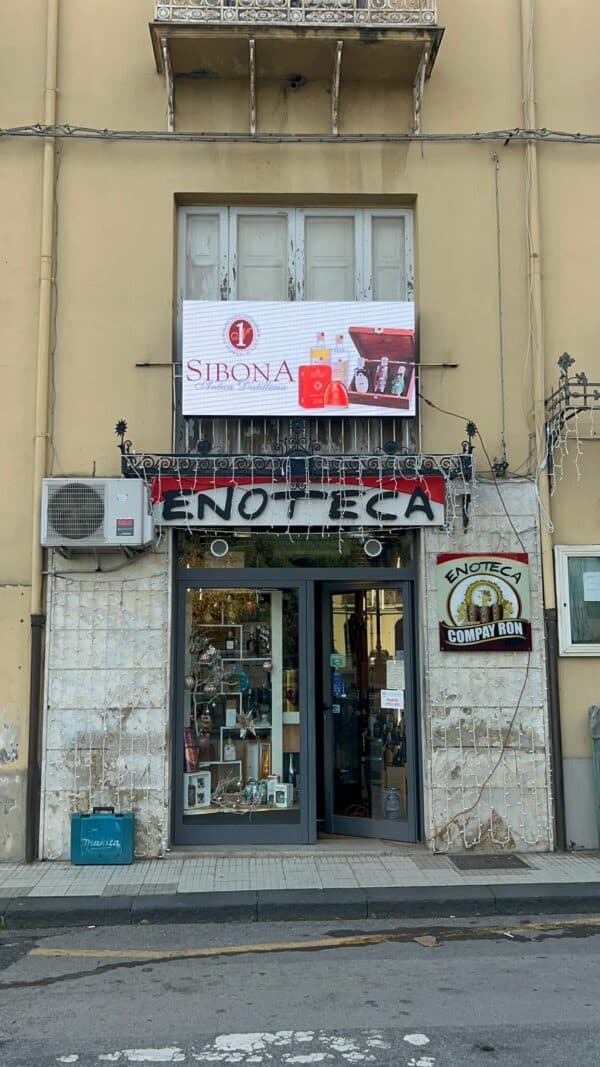 1
SIBONA
Antica Distilleria
ENOTECA
ENOTECA
COMPAY RON
makita